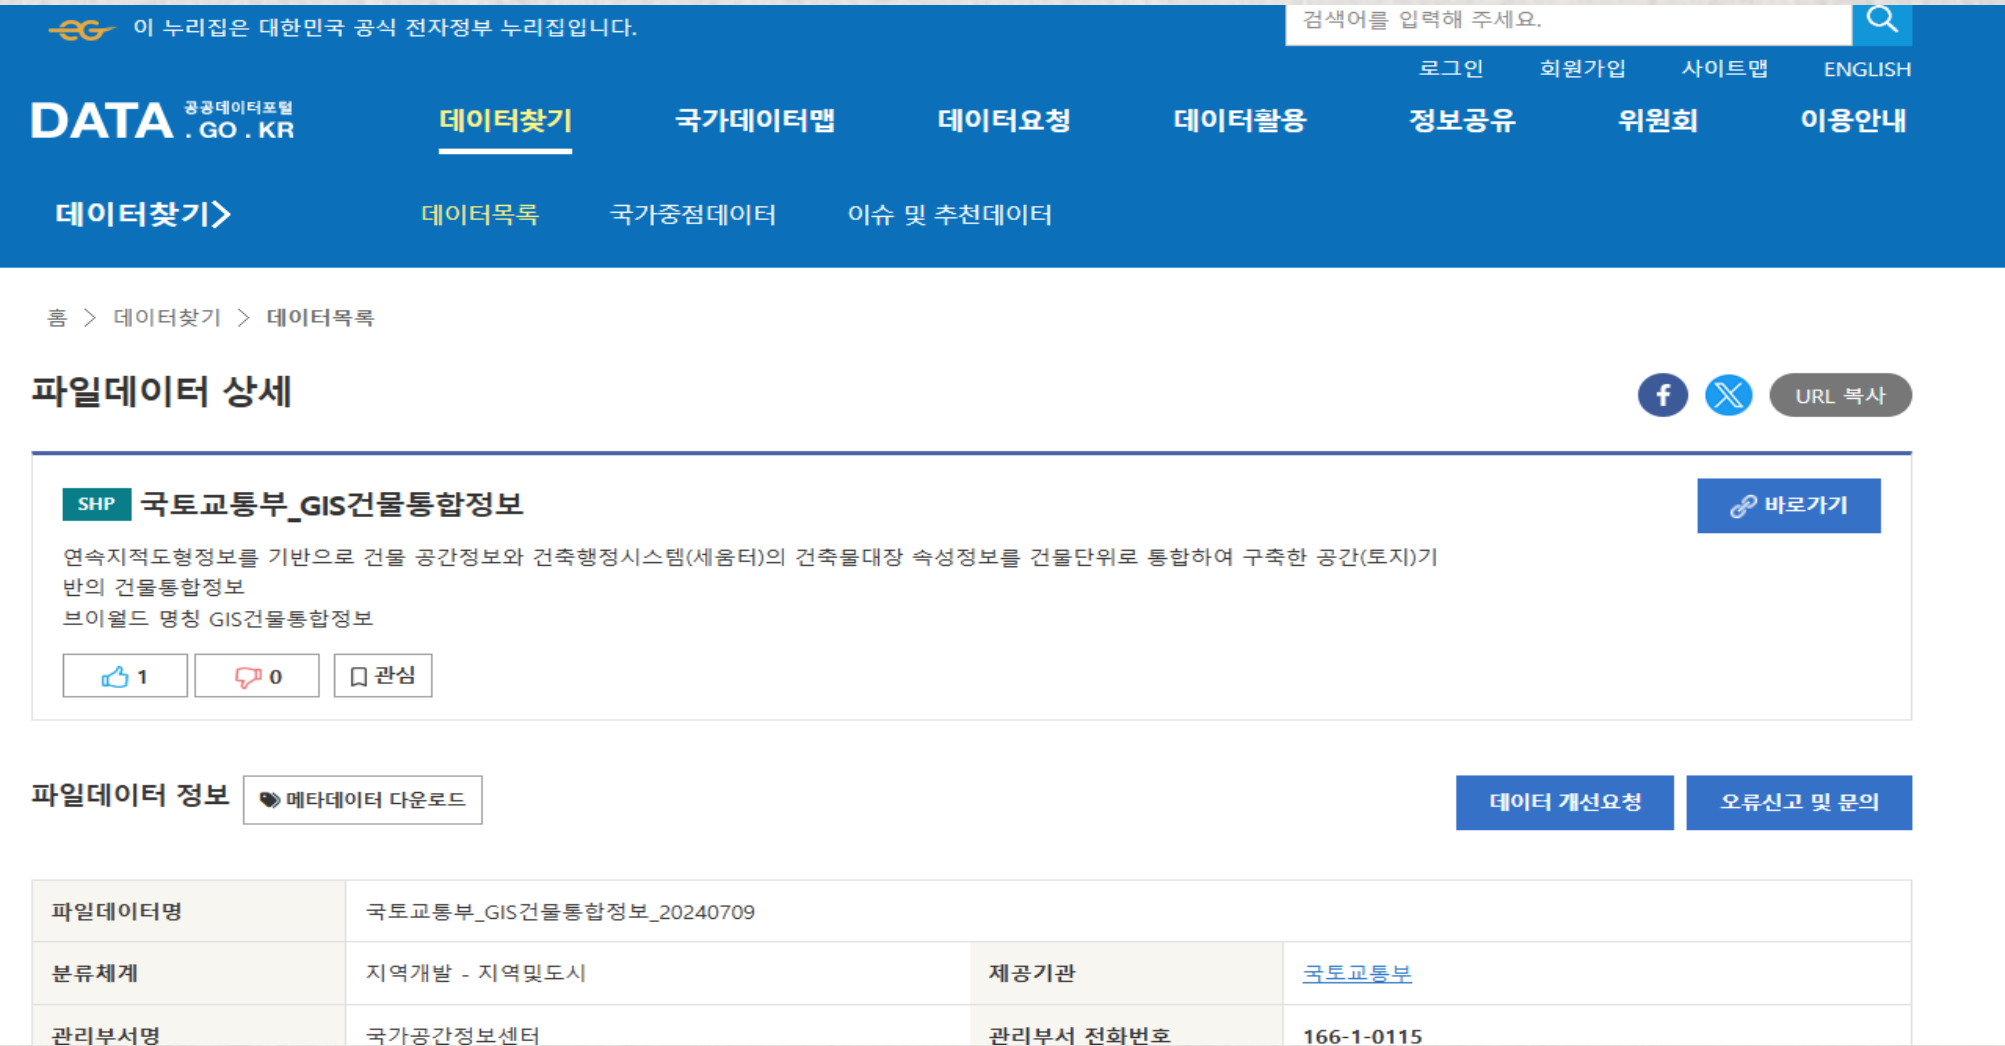 이 누리집은 대한민국 공식 전자정부 누리집입니다.
검색어를 입력해 주세요.
로그인 회원가입 사이트맵 ENGLISH
DATA 공공데이터포털 .GO.KR
데이터찾기 국가데이터맵 데이터요청 데이터활용 정보공유 위원회 이용안내
데이터찾기> 데이터목록 국가중점데이터 이슈 및 추천데이터
홈 > 데이터찾기 > 데이터목록
파일데이터 상세
URL 복사
SHP 국토교통부_GIS건물통합정보
바로가기
연속지적도형정보를 기반으로 건물 공간정보와 건축행정시스템(세움터)의 건축물대장 속성정보를 건물단위로 통합하여 구축한 공간(토지)기
반의 건물통합정보
브이월드 명칭 GIS건물통합정보
1 0 관심
파일데이터 정보 메타데이터 다운로드
데이터 개선요청 오류신고 및 문의
파일데이터명 국토교통부_GIS건물통합정보_20240709
분류체계 지역개발 - 지역및도시 제공기관 국토교통부
관리부서명 국가공간정보센터 관리부서 전화번호 166-1-0115